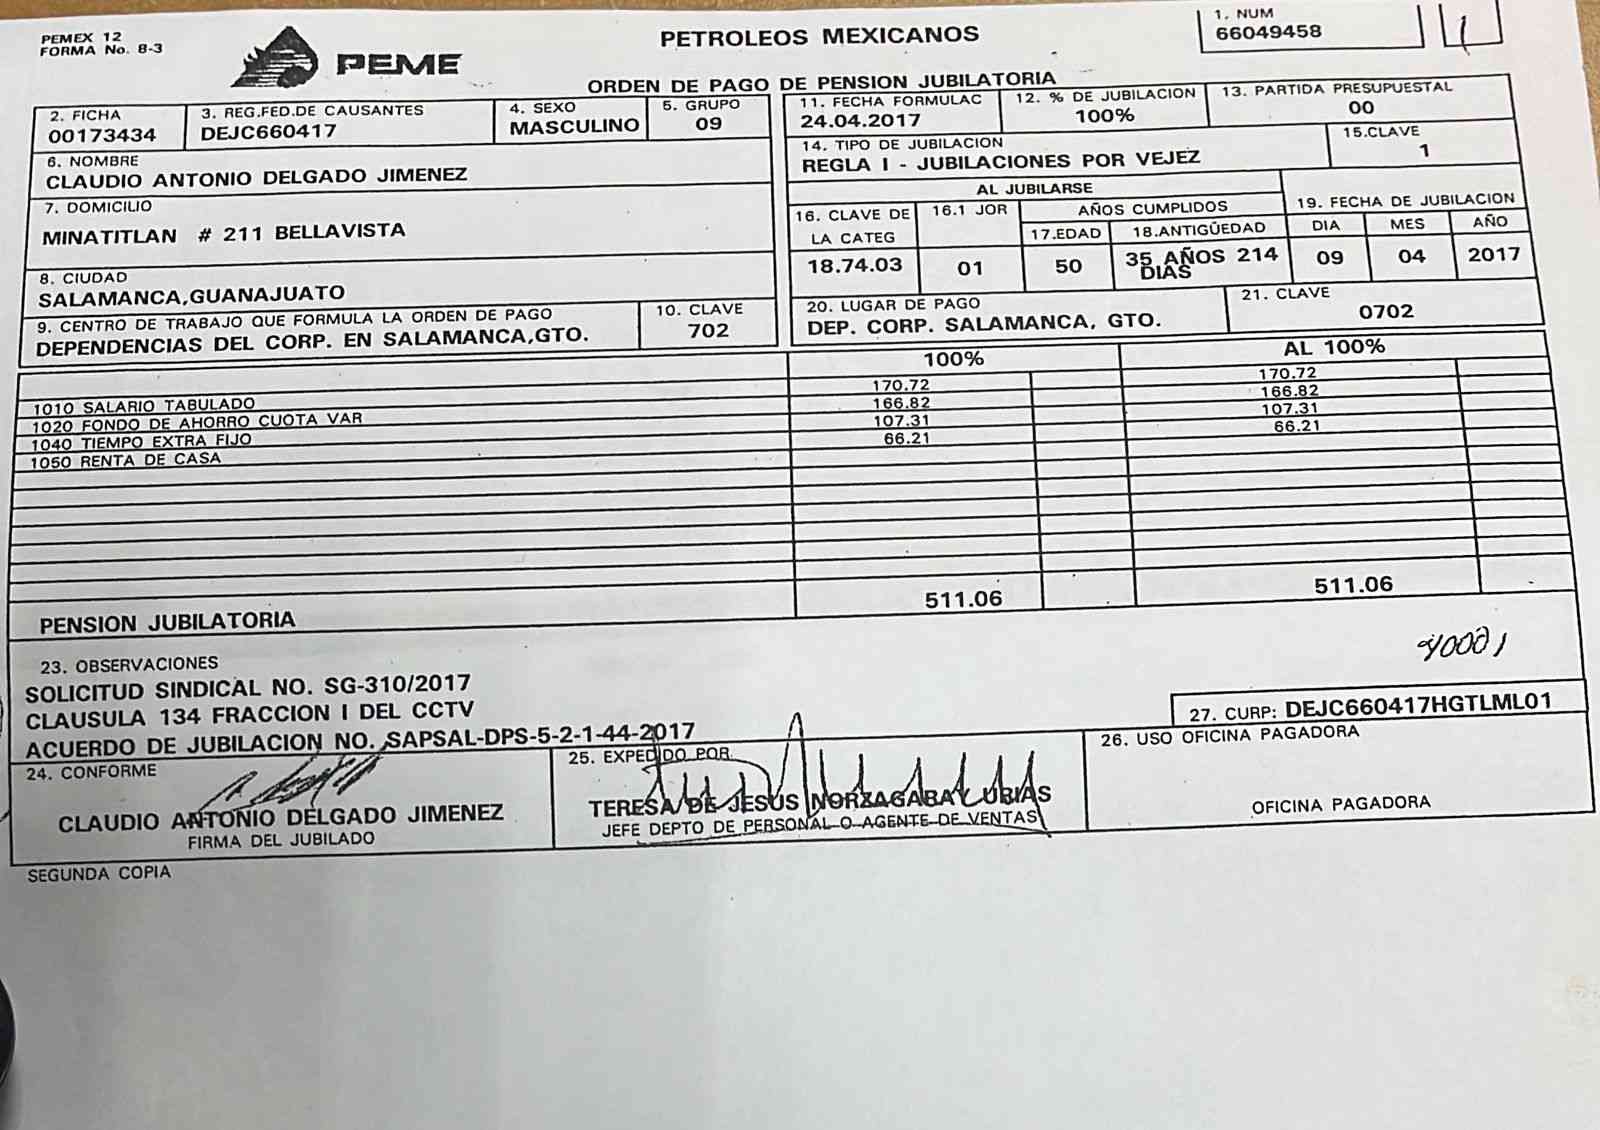 PEMEX 12
FORMA No. 8-3
PEME
PETROLEOS MEXICANOS
1. NUM
66049458
ORDEN DE PAGO DE PENSION JUBILATORIA
2. FICHA
00173434
3. REG.FED.DE CAUSANTES
DEJC660417
4. SEXO
MASCULINO
5. GRUPO
09
6. NOMBRE
CLAUDIO ANTONIO DELGADO JIMENEZ
7. DOMICILIO
MINATITLAN # 211 BELLAVISTA
8. CIUDAD
SALAMANCA,GUANAJUATO
9. CENTRO DE TRABAJO QUE FORMULA LA ORDEN DE PAGO
DEPENDENCIAS DEL CORP. EN SALAMANCA,GTO.
10. CLAVE
702
11. FECHA FORMULAC
24.04.2017
12. % DE JUBILACION
100%
13. PARTIDA PRESUPUESTAL
00
14. TIPO DE JUBILACION
REGLA I - JUBILACIONES POR VEJEZ
15.CLAVE
1
AL JUBILARSE
16. CLAVE DE
LA CATEG
18.74.03
16.1 JOR
01
AÑOS CUMPLIDOS
17.EDAD
50
18.ANTIGÜEDAD
35 AÑOS 214
DIAS
19. FECHA DE JUBILACION
DIA MES AÑO
09 04 2017
20. LUGAR DE PAGO
DEP. CORP. SALAMANCA, GTO.
21. CLAVE
0702
100% AL 100%
1010 SALARIO TABULADO 170.72 170.72
1020 FONDO DE AHORRO CUOTA VAR 166.82 166.82
1040 TIEMPO EXTRA FIJO 107.31 107.31
1050 RENTA DE CASA 66.21 66.21
PENSION JUBILATORIA 511.06 511.06
23. OBSERVACIONES
SOLICITUD SINDICAL NO. SG-310/2017
CLAUSULA 134 FRACCION I DEL CCTV
ACUERDO DE JUBILACION NO. SAPSAL-DPS-5-2-1-44-2017
27. CURP: DEJC660417HGTLML01
24. CONFORME
CLAUDIO ANTONIO DELGADO JIMENEZ
FIRMA DEL JUBILADO
25. EXPEDIDO POR
TERESA DE JESUS NORZAGARAY URIAS
JEFE DEPTO DE PERSONAL O AGENTE DE VENTAS
26. USO OFICINA PAGADORA
OFICINA PAGADORA
SEGUNDA COPIA